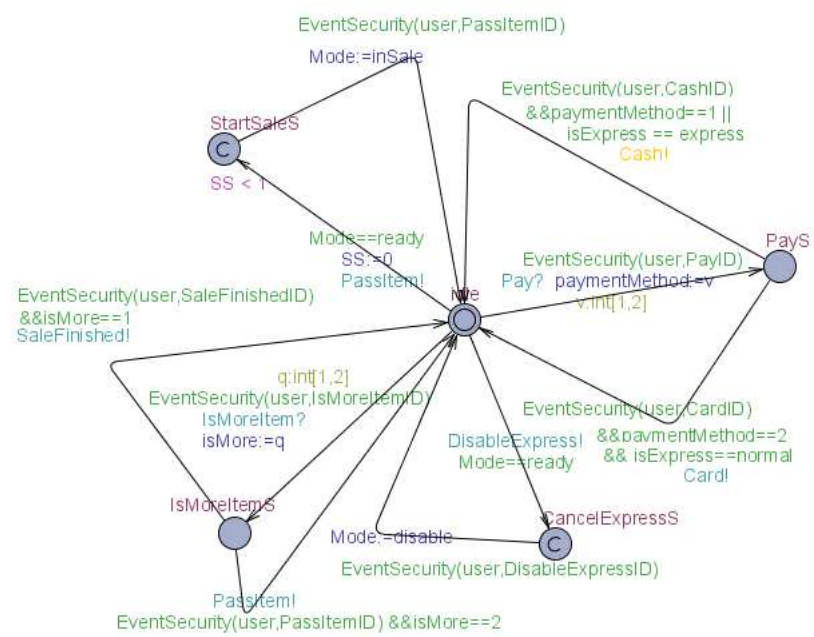 EventSecurity(user,PassItemID)
Mode:=inSale
EventSecurity(user,CashID)
&&paymentMethod==1 ||
isExpress == express
Cash!
StartSaleS
C
SS < 1
Mode==ready
SS:=0
PassItem!
PayS
EventSecurity(user,PayID)
Pay? paymentMethod:=v
v:int[1,2]
idle
EventSecurity(user,SaleFinishedID)
&&isMore==1
SaleFinished!
q:int[1,2]
EventSecurity(user,IsMoreItemID)
IsMoreItem?
isMore:=q
EventSecurity(user,CardID)
&&paymentMethod==2
&& isExpress==normal
Card!
DisableExpress!
Mode==ready
IsMoreItemS
CancelExpressS
C
Mode:=disable
EventSecurity(user,DisableExpressID)
PassItem!
EventSecurity(user,PassItemID) &&isMore==2